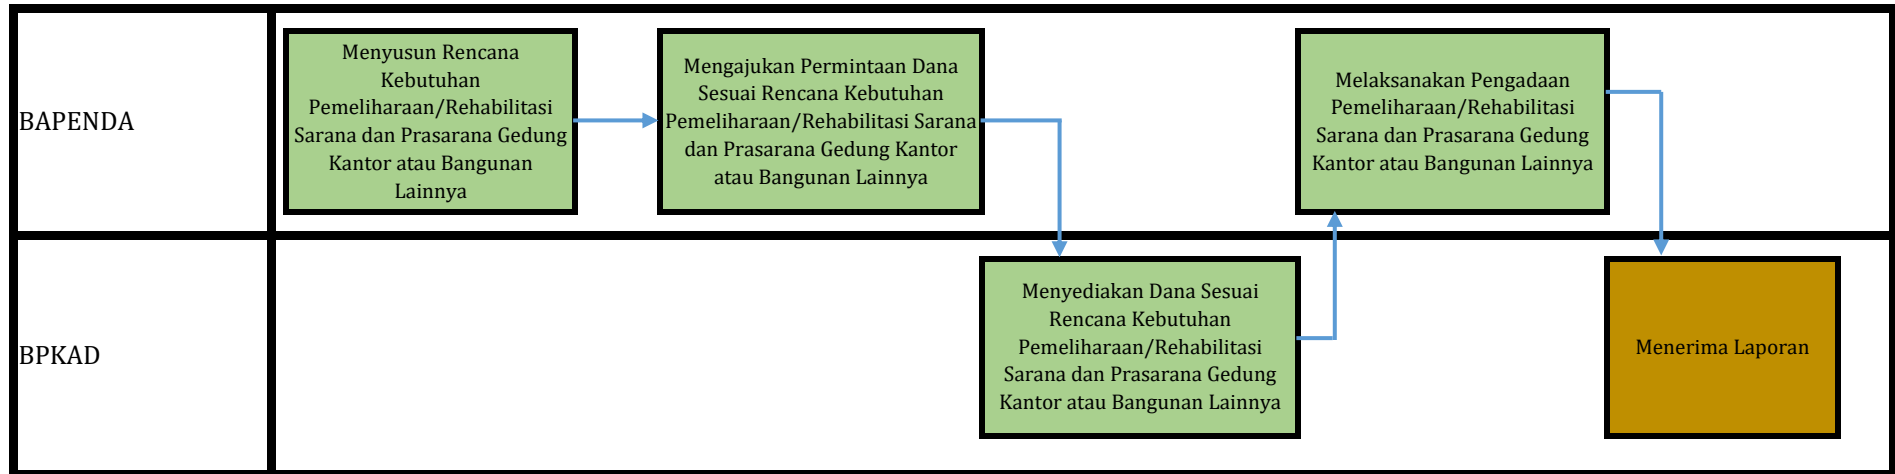 BAPENDA
Menyusun Rencana
Kebutuhan
Pemeliharaan/Rehabilitasi
Sarana dan Prasarana Gedung
Kantor atau Bangunan
Lainnya
Mengajukan Permintaan Dana
Sesuai Rencana Kebutuhan
Pemeliharaan/Rehabilitasi Sarana
dan Prasarana Gedung Kantor
atau Bangunan Lainnya
Melaksanakan Pengadaan
Pemeliharaan/Rehabilitasi
Sarana dan Prasarana Gedung
Kantor atau Bangunan Lainnya
BPKAD
Menyediakan Dana Sesuai
Rencana Kebutuhan
Pemeliharaan/Rehabilitasi
Sarana dan Prasarana Gedung
Kantor atau Bangunan Lainnya
Menerima Laporan